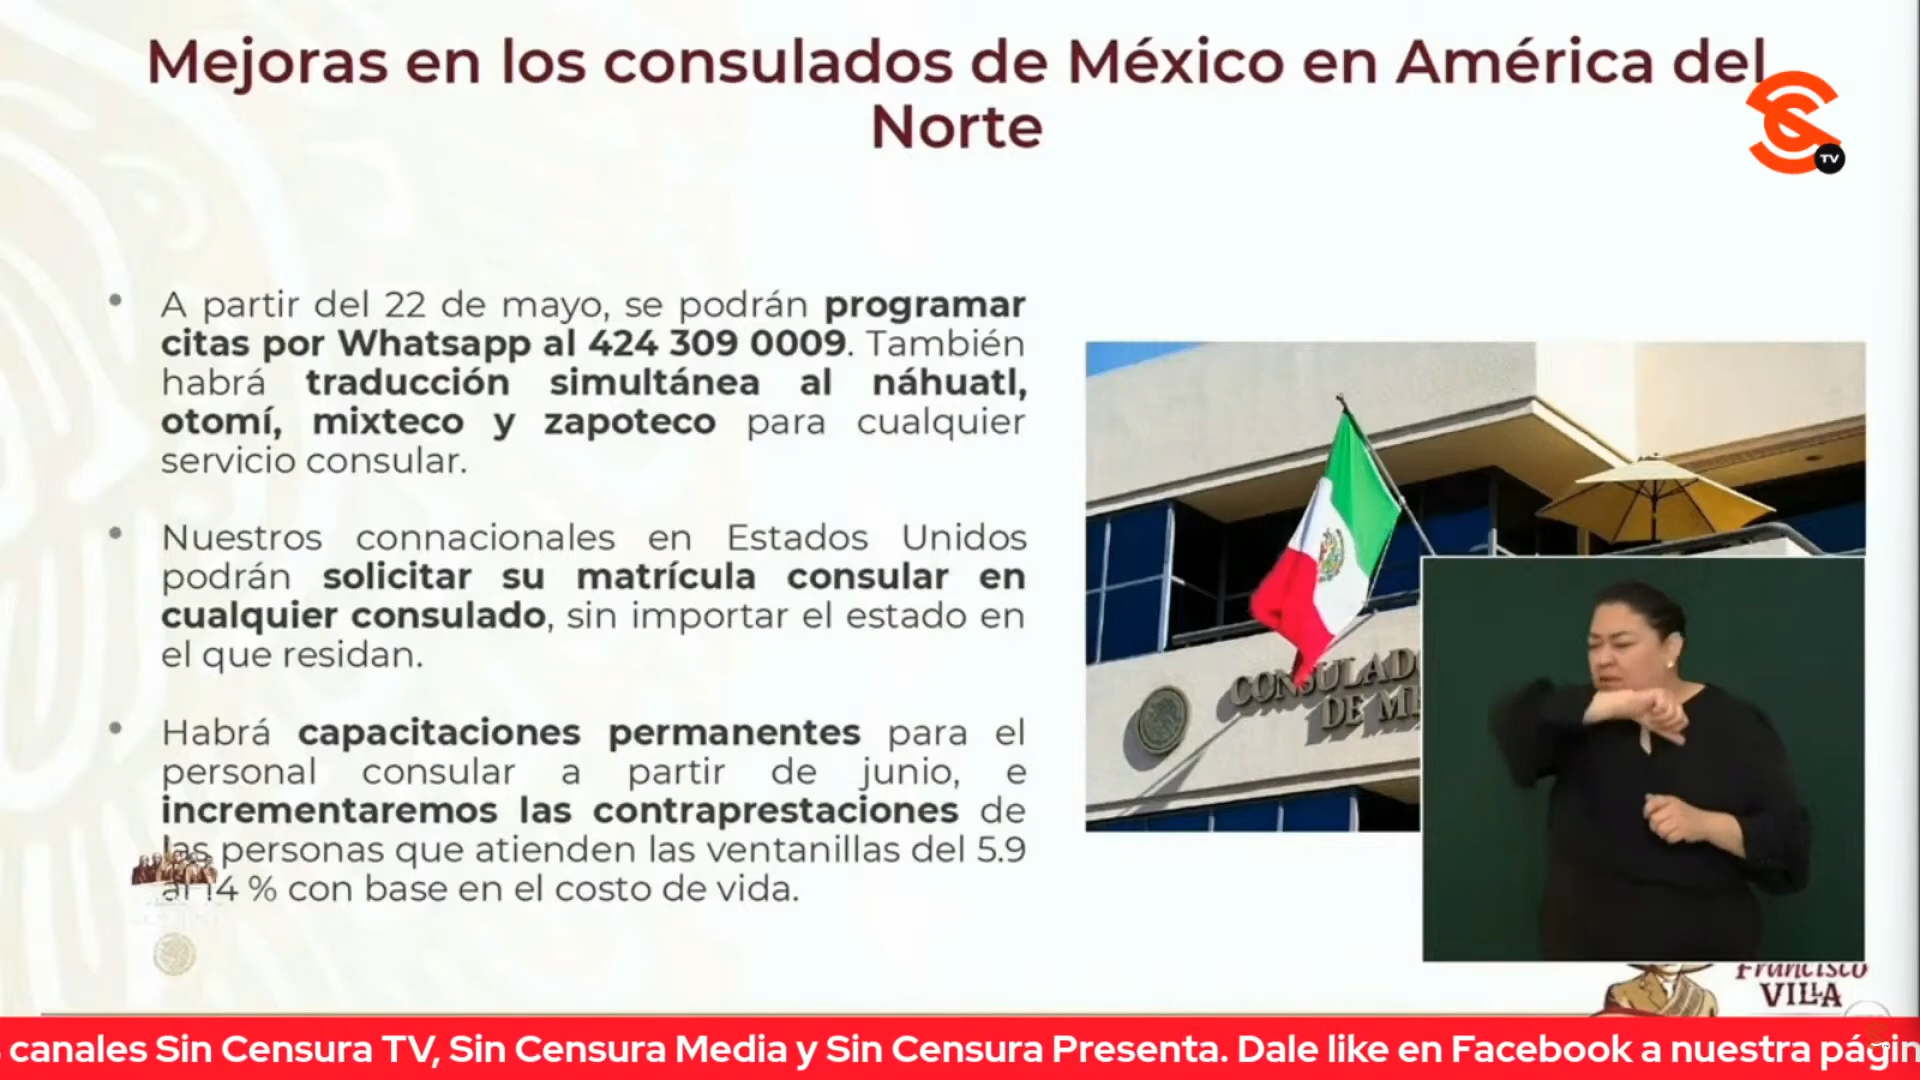 Mejoras en los consulados de México en América del
Norte
TV
A partir del 22 de mayo, se podrán programar
citas por Whatsapp al 424 309 0009. También
habrá traducción simultánea al náhuatl,
otomí, mixteco y zapoteco para cualquier
servicio consular.
Nuestros connacionales en Estados Unidos
podrán solicitar su matrícula consular en
cualquier consulado, sin importar el estado en
el que residan.
Habrá capacitaciones permanentes para el
personal consular a partir de junio, e
incrementaremos las contraprestaciones de
las personas que atienden las ventanillas del 5.9
al 14 % con base en el costo de vida.
CONSULAD
DE ME
Francisco
VILLA
canales Sin Censura TV, Sin Censura Media y Sin Censura Presenta. Dale like en Facebook a nuestra págin